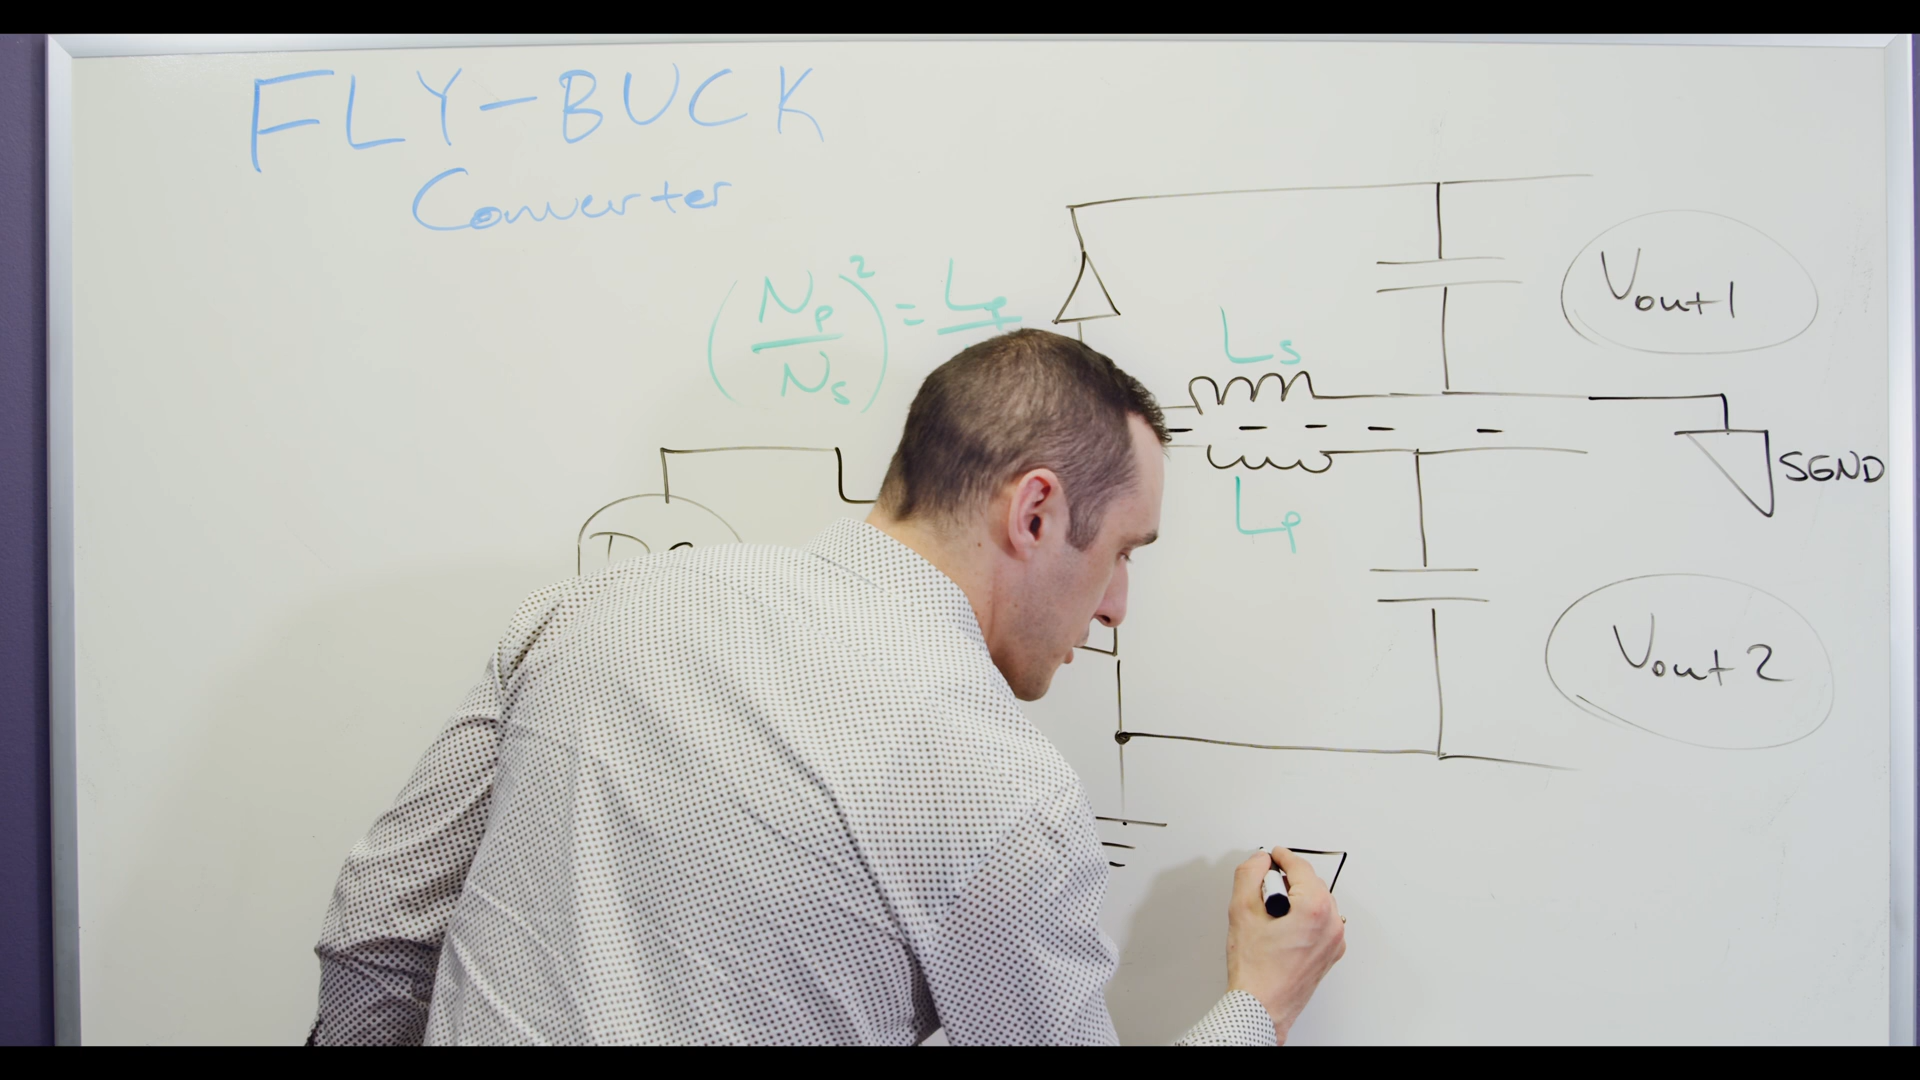 FLY-BUCK
Converter
(Np/Ns)² = Lp
Vout1
Ls
SGND
Lp
Vout2